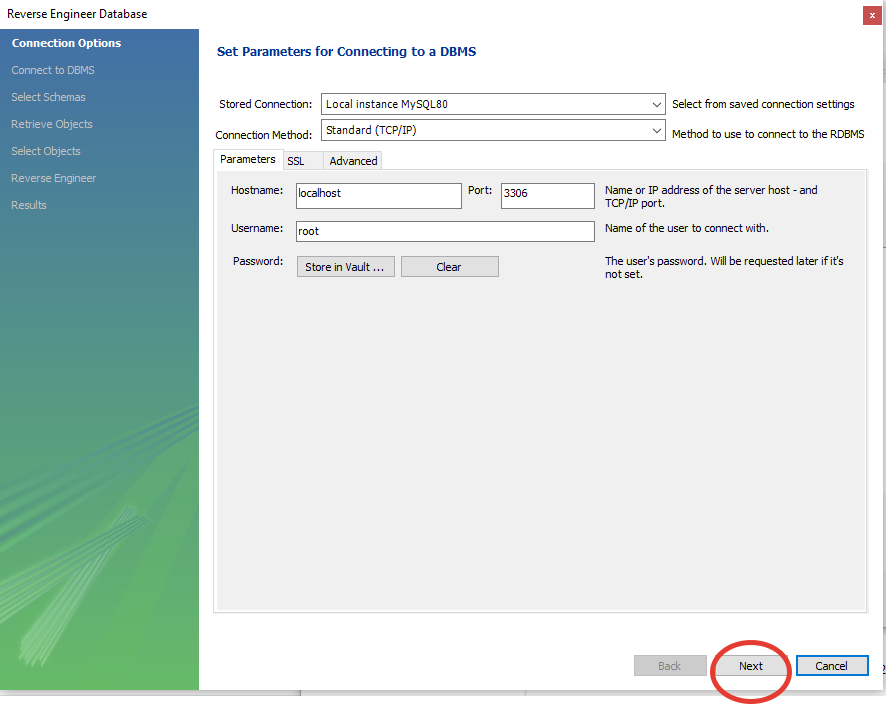 Reverse Engineer Database
x
Connection Options
Connect to DBMS
Select Schemas
Retrieve Objects
Select Objects
Reverse Engineer
Results
Set Parameters for Connecting to a DBMS
Stored Connection: Local instance MySQL80 Select from saved connection settings
Connection Method: Standard (TCP/IP) Method to use to connect to the RDBMS
Parameters SSL Advanced
Hostname: localhost Port: 3306 Name or IP address of the server host - and
TCP/IP port.
Username: root Name of the user to connect with.
Password: Store in Vault ... Clear The user's password. Will be requested later if it's
not set.
Back Next Cancel